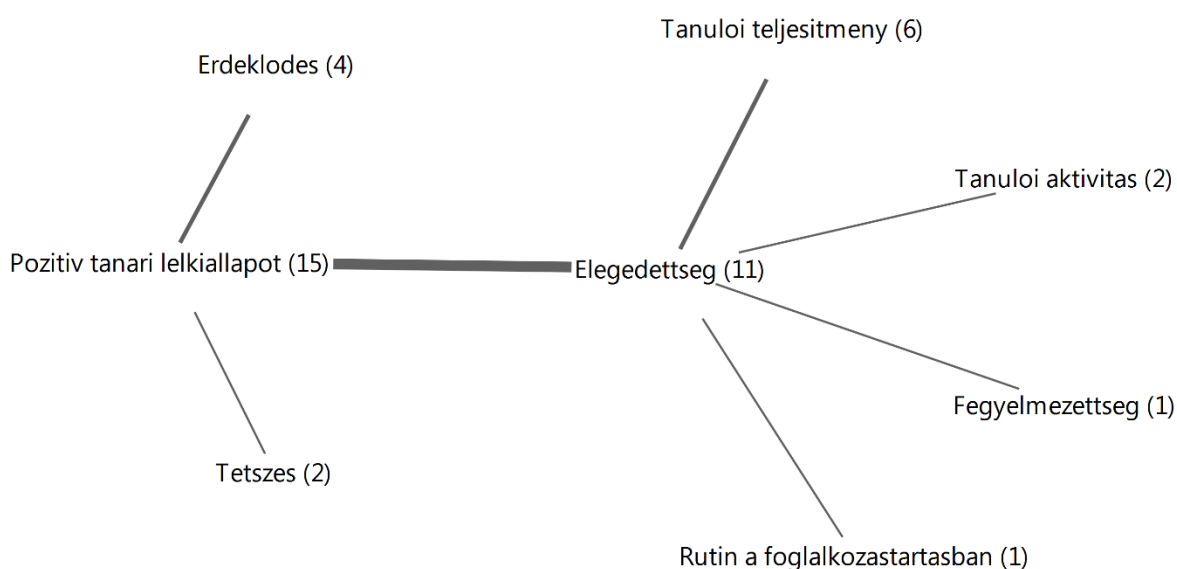 Tanuloi teljesitmeny (6)
Erdeklodes (4)
Tanuloi aktivitas (2)
Pozitiv tanari lelkiallapot (15)
Elegedettseg (11)
Fegyelmezettseg (1)
Tetszes (2)
Rutin a foglalkozastartasban (1)